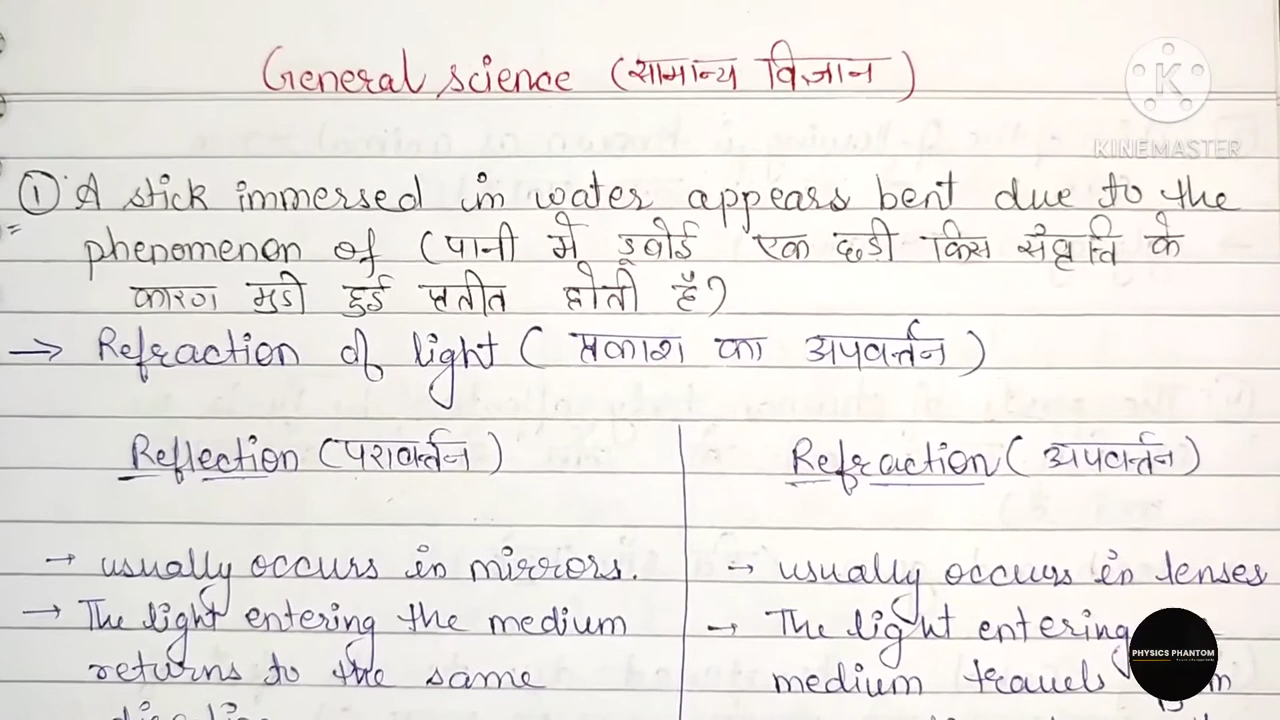 General science (सामान्य विज्ञान)
KINEMASTER
① A stick immersed in water appears bent due to the
phenomenon of (पानी में डूबोई एक छड़ी किस संवृत्ति के
कारण मुडी हुई प्रतीत होती है?)
→ Refraction of light (प्रकाश का अपवर्तन)
Reflection (परावर्तन)
→ usually occurs in mirrors.
→ The light entering the medium
returns to the same
Refraction (अपवर्तन)
→ usually occurs in lenses
→ The light entering
medium travels
PHYSICS PHANTOM